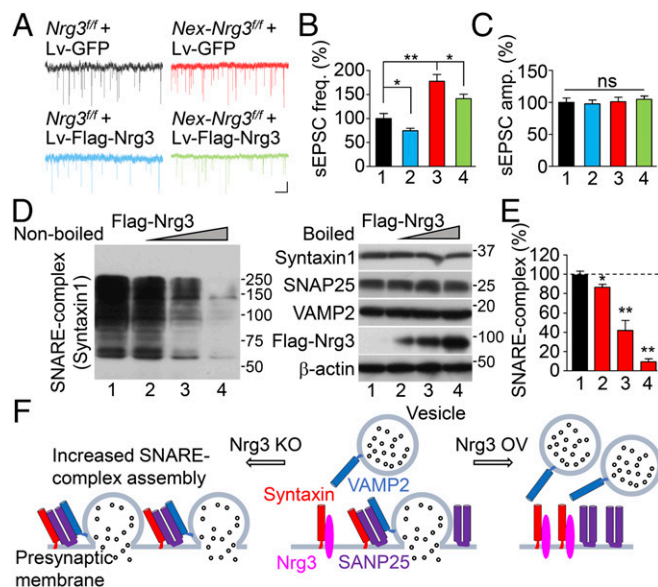 A
Nrg3f/f +
Lv-GFP
Nex-Nrg3f/f +
Lv-GFP
Nrg3f/f +
Lv-Flag-Nrg3
Nex-Nrg3f/f +
Lv-Flag-Nrg3
B
sEPSC freq. (%)
200
150
100
50
0
** *
*
1 2 3 4
C
sEPSC amp. (%)
150
100
50
0
ns
1 2 3 4
D
Flag-Nrg3
Non-boiled
SNARE-complex
(Syntaxin1)
250
150
100
75
50
1 2 3 4
Flag-Nrg3
Boiled
Syntaxin1
37
SNAP25
25
VAMP2
20
Flag-Nrg3
100
β-actin
50
1 2 3 4
E
SNARE-complex (%)
100
80
60
40
20
0
*
**
**
1 2 3 4
F
Increased SNARE-
complex assembly
Nrg3 KO
Vesicle
Nrg3 OV
VAMP2
Syntaxin
Presynaptic
membrane
Nrg3
SANP25